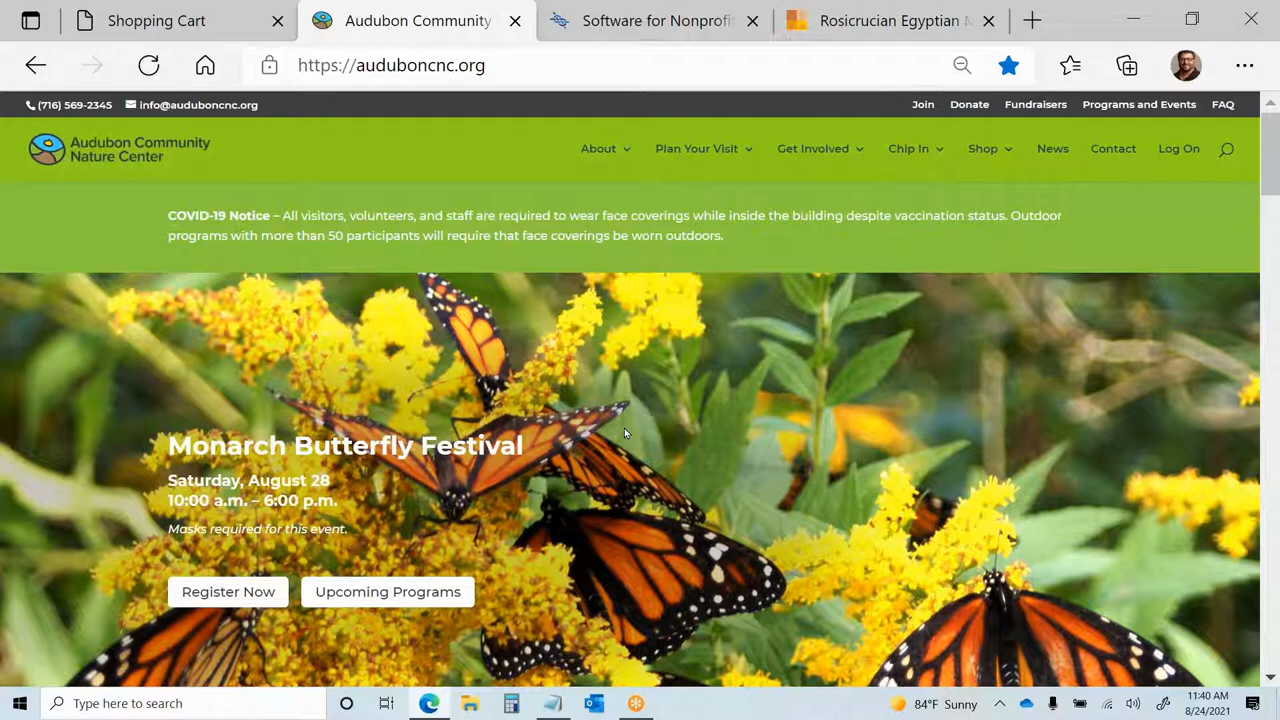 Shopping Cart
Audubon Community
Software for Nonprofit
Rosicrucian Egyptian
https://auduboncnc.org
(716) 569-2345
info@auduboncnc.org
Join
Donate
Fundraisers
Programs and Events
FAQ
Audubon Community
Nature Center
About
Plan Your Visit
Get Involved
Chip In
Shop
News
Contact
Log On
COVID-19 Notice – All visitors, volunteers, and staff are required to wear face coverings while inside the building despite vaccination status. Outdoor
programs with more than 50 participants will require that face coverings be worn outdoors.
Monarch Butterfly Festival
Saturday, August 28
10:00 a.m. – 6:00 p.m.
Masks required for this event.
Register Now
Upcoming Programs
Type here to search
84°F Sunny
11:40 AM
8/24/2021